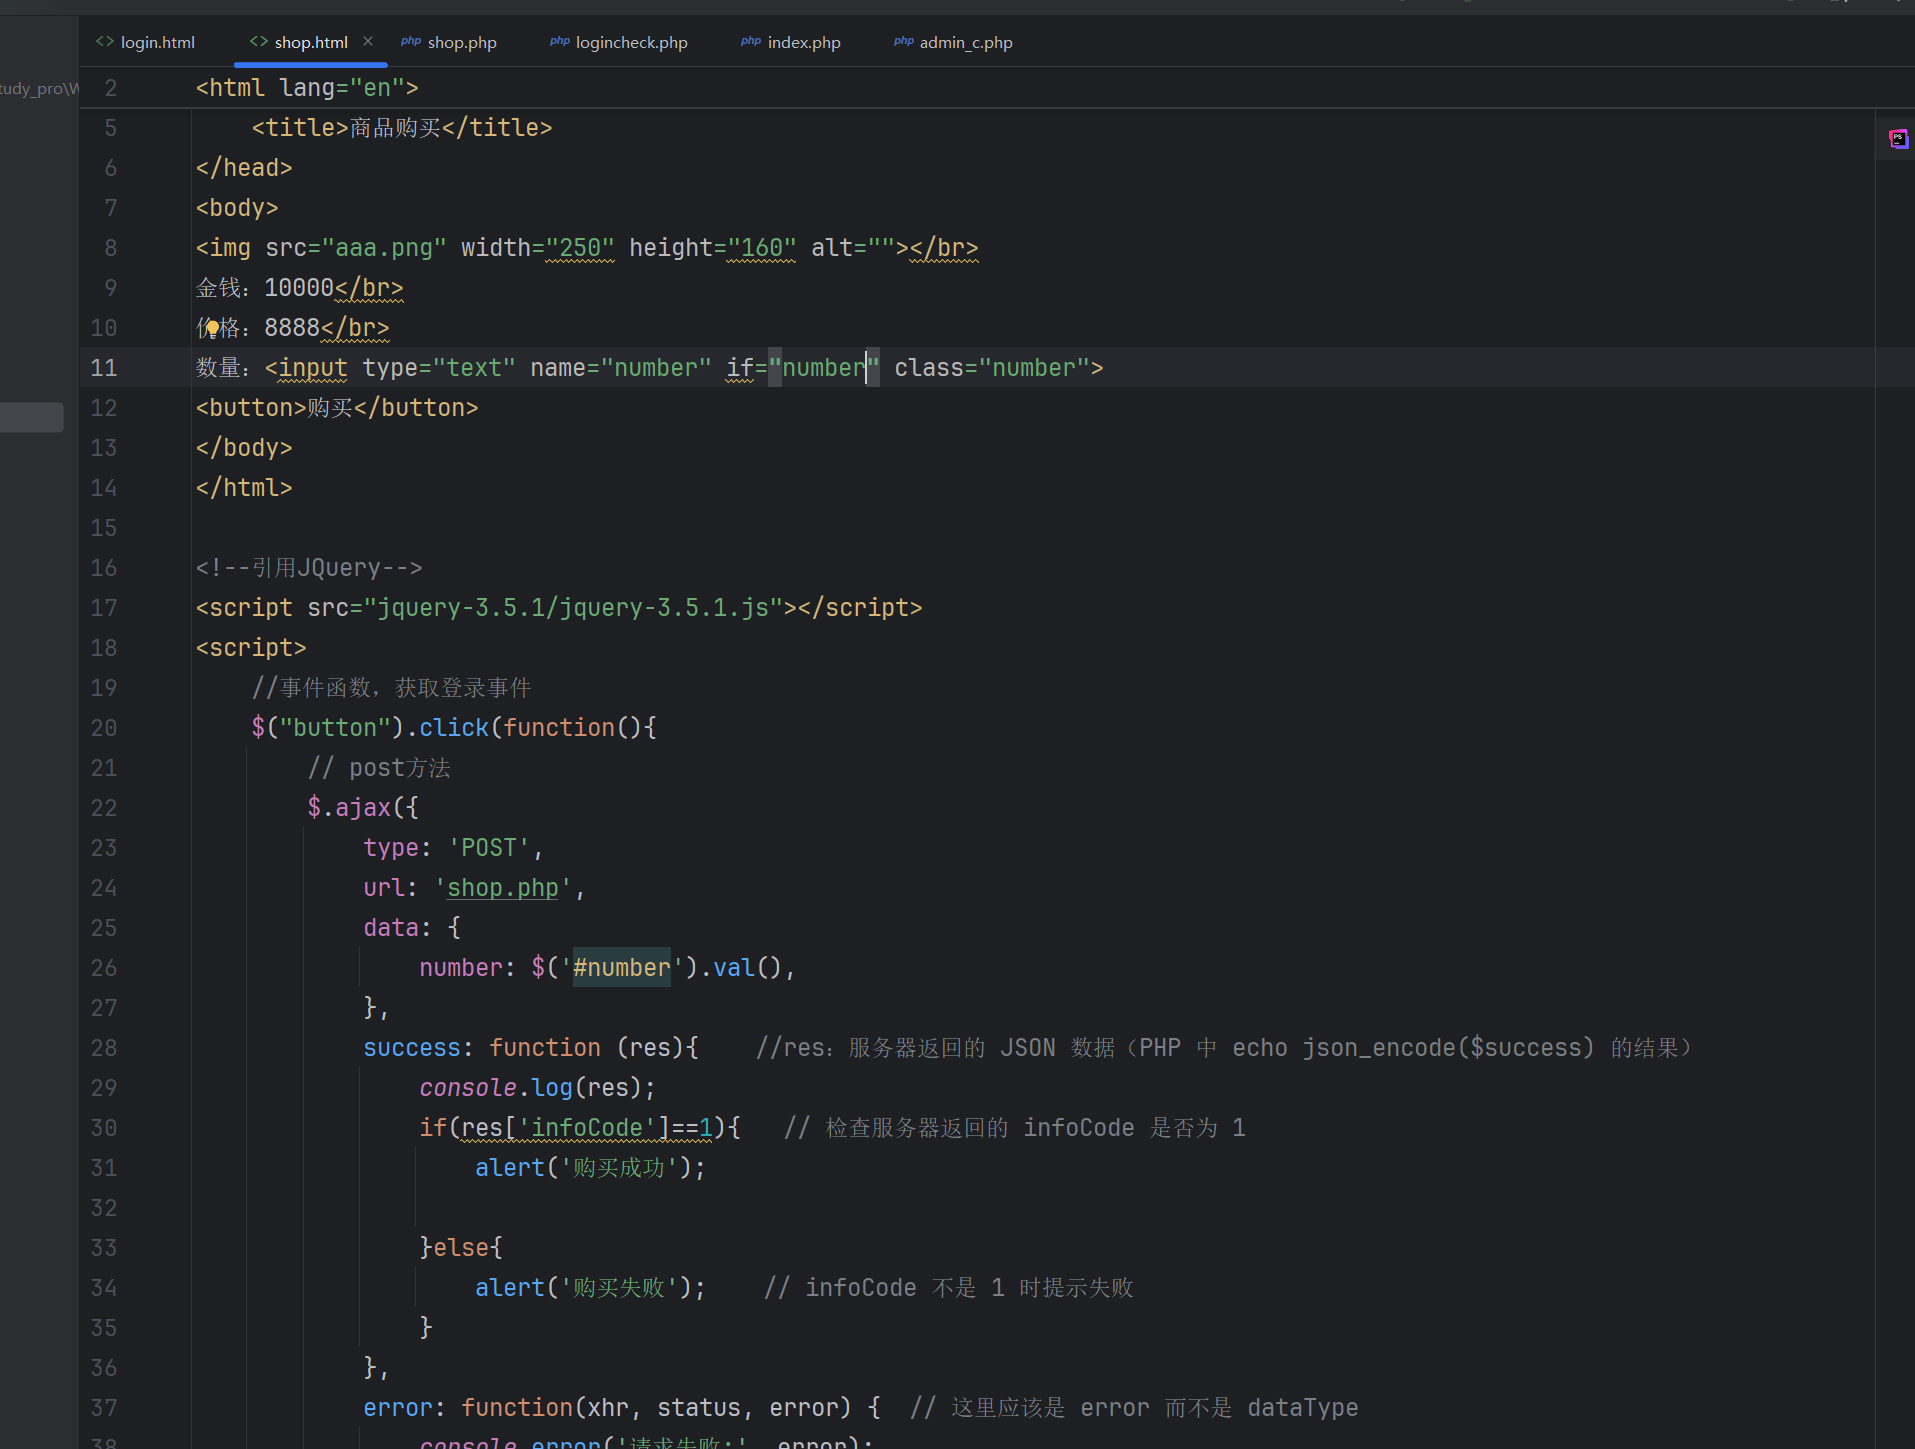 login.html shop.html shop.php logincheck.php index.php admin_c.php
tudy_pro\W
2 <html lang="en">
5 <title>商品购买</title>
6 </head>
7 <body>
8 <img src="aaa.png" width="250" height="160" alt=""></br>
9 金钱：10000</br>
10 价格：8888</br>
11 数量：<input type="text" name="number" if="number" class="number">
12 <button>购买</button>
13 </body>
14 </html>
15
16 <!--引用JQuery-->
17 <script src="jquery-3.5.1/jquery-3.5.1.js"></script>
18 <script>
19 //事件函数，获取登录事件
20 $("button").click(function(){
21 // post方法
22 $.ajax({
23 type: 'POST',
24 url: 'shop.php',
25 data: {
26 number: $('#number').val(),
27 },
28 success: function (res){ //res：服务器返回的 JSON 数据（PHP 中 echo json_encode($success) 的结果）
29 console.log(res);
30 if(res['infoCode']==1){ // 检查服务器返回的 infoCode 是否为 1
31 alert('购买成功');
32
33 }else{
34 alert('购买失败'); // infoCode 不是 1 时提示失败
35 }
36 },
37 error: function(xhr, status, error) { // 这里应该是 error 而不是 dataType
38 console.error('请求失败:', error);